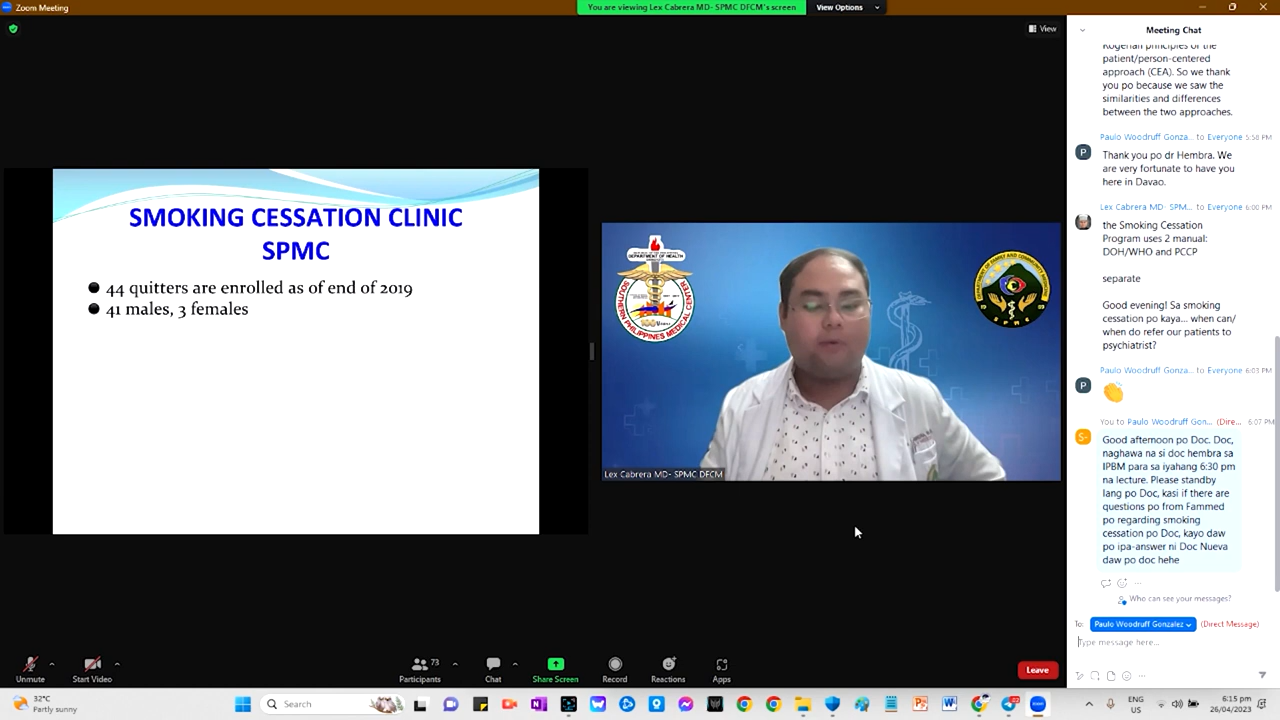 Zoom Meeting
You are viewing Lex Cabrera MD- SPMC DFCM's screen
View Options
View
SMOKING CESSATION CLINIC
SPMC
44 quitters are enrolled as of end of 2019
41 males, 3 females
DEPARTMENT OF HEALTH
SOUTHERN PHILIPPINES MEDICAL CENTER
SPMC
Lex Cabrera MD- SPMC DFCM
Meeting Chat
Rogerian principles of the
patient/person-centered
approach (CEA). So we thank
you po because we saw the
similarities and differences
between the two approaches.
Paulo Woodruff Gonza... to Everyone 5:58 PM
P
Thank you po dr Hembra. We
are very fortunate to have you
here in Davao.
Lex Cabrera MD- SPM... to Everyone 6:00 PM
the Smoking Cessation
Program uses 2 manual:
DOH/WHO and PCCP
separate
Good evening! Sa smoking
cessation po kaya... when can/
when do refer our patients to
psychiatrist?
Paulo Woodruff Gonza... to Everyone 6:03 PM
P
You to Paulo Woodruff Gon... (Dire... 6:07 PM
S-
Good afternoon po Doc. Doc,
naghawa na si doc hembra sa
IPBM para sa iyahang 6:30 pm
na lecture. Please standby
lang po Doc, kasi if there are
questions po from Fammed
po regarding smoking
cessation po Doc, kayo daw
po ipa-answer ni Doc Nueva
daw po doc hehe
Who can see your messages?
To: Paulo Woodruff Gonzalez (Direct Message)
Type message here...
Unmute
Start Video
73
Participants
Chat
Share Screen
Record
Reactions
Apps
Leave
32°C
Partly sunny
Search
ENG
US
6:15 pm
26/04/2023